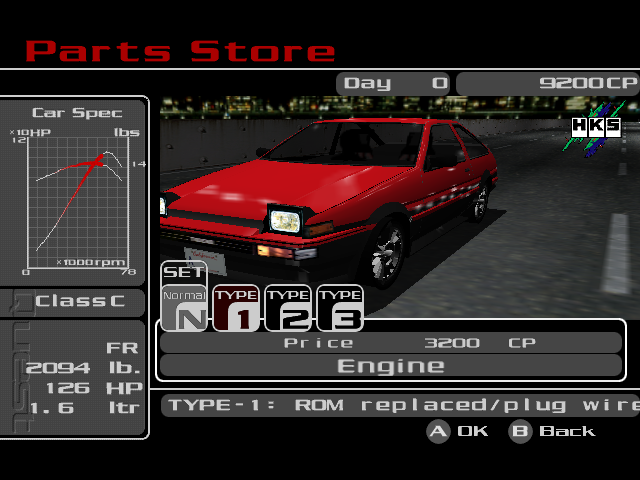 Parts Store
Day 0 9200CP
Car Spec
×10HP lbs
12
14
HKS
×1000rpm
0 78
SET
Normal TYPE TYPE TYPE
N 1 2 3
Class C
Price 3200 CP
Engine
FR
2094 lb.
126 HP
1.6 ltr
TYPE-1: ROM replaced/plug wire
A OK B Back